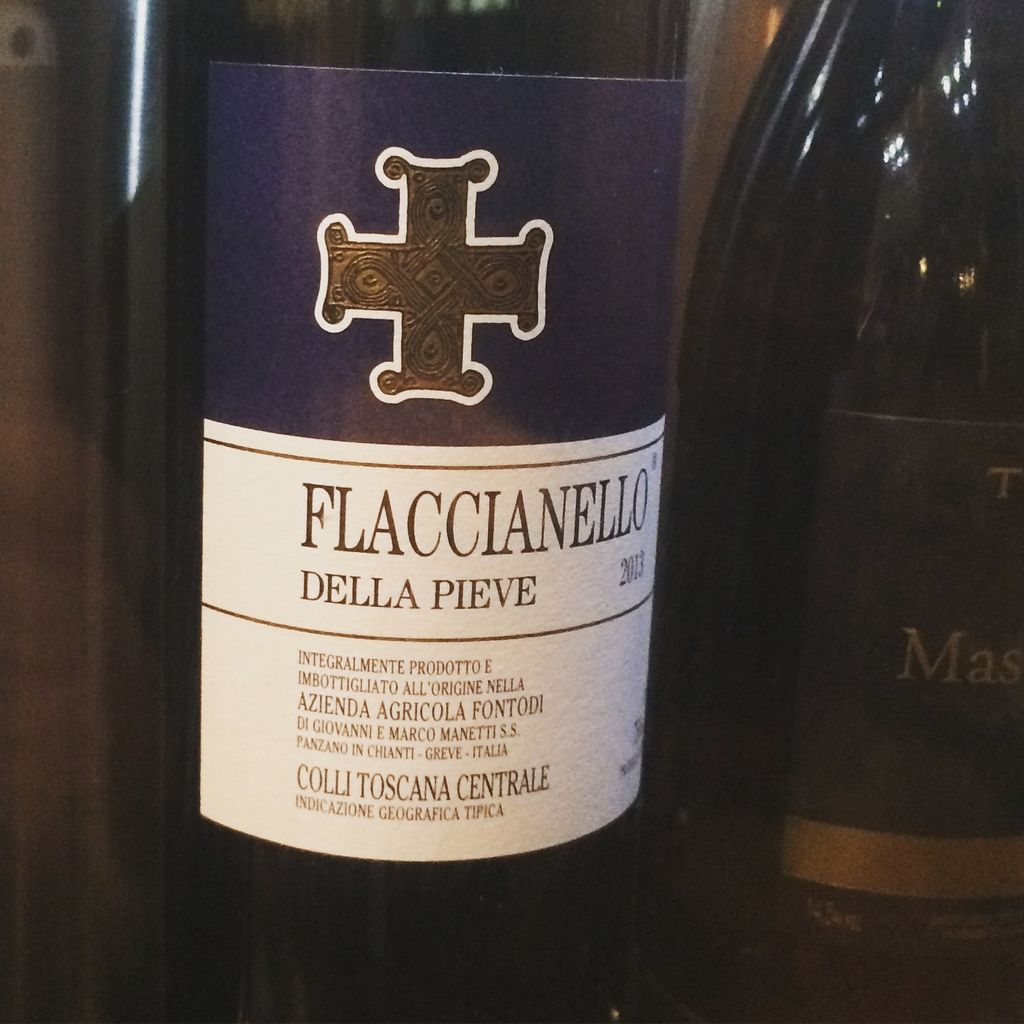 FLACCIANELLO®
2013
DELLA PIEVE
INTEGRALMENTE PRODOTTO E
IMBOTTIGLIATO ALL'ORIGINE NELLA
AZIENDA AGRICOLA FONTODI
DI GIOVANNI E MARCO MANETTI S.S.
PANZANO IN CHIANTI - GREVE - ITALIA
COLLI TOSCANA CENTRALE
INDICAZIONE GEOGRAFICA TIPICA
T
Mas